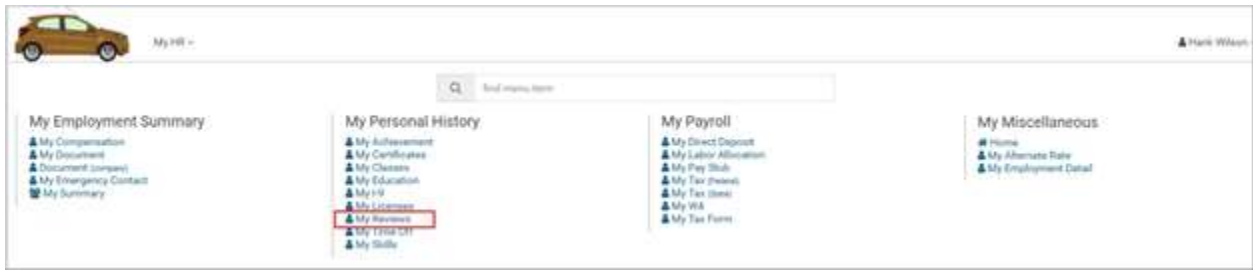 My HR
Hank Wilson
find menu item
My Employment Summary
My Compensation
My Document
Document (company)
My Emergency Contact
My Summary
My Personal History
My Achievement
My Certificates
My Classes
My Education
My I-9
My Licenses
My Reviews
My Time Off
My Skills
My Payroll
My Direct Deposit
My Labor Allocation
My Pay Stub
My Tax (Federal)
My Tax (State)
My W4
My Tax Form
My Miscellaneous
Home
My Alternate Rate
My Employment Detail